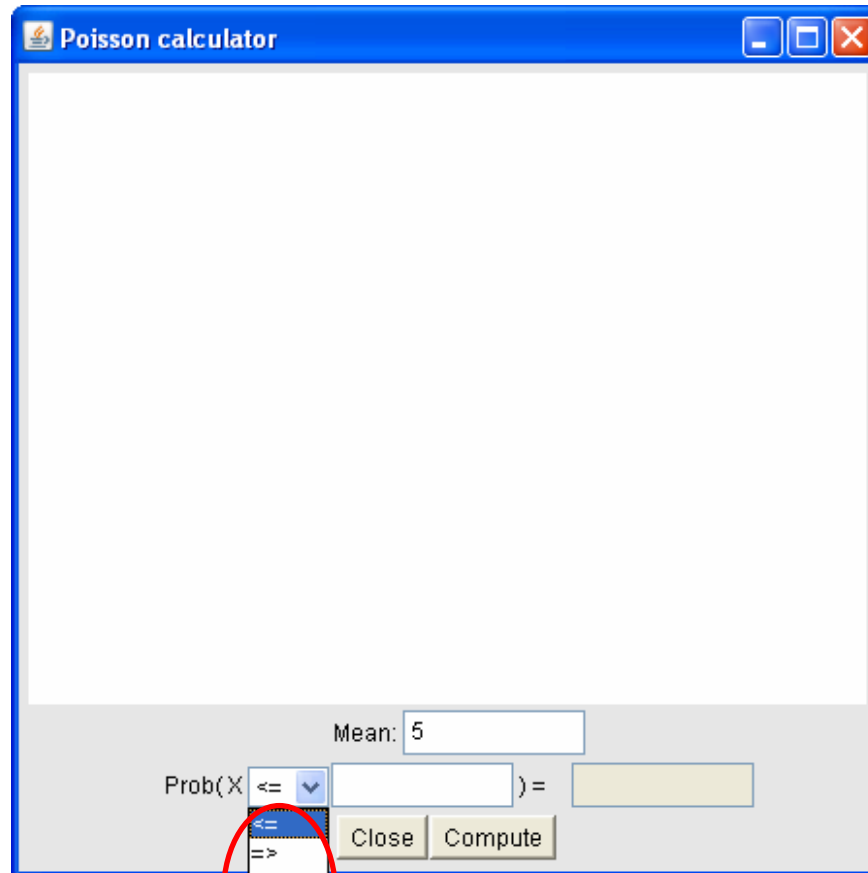 Poisson calculator
Mean: 5
Prob(X <= ) =
<=
=>
Close Compute